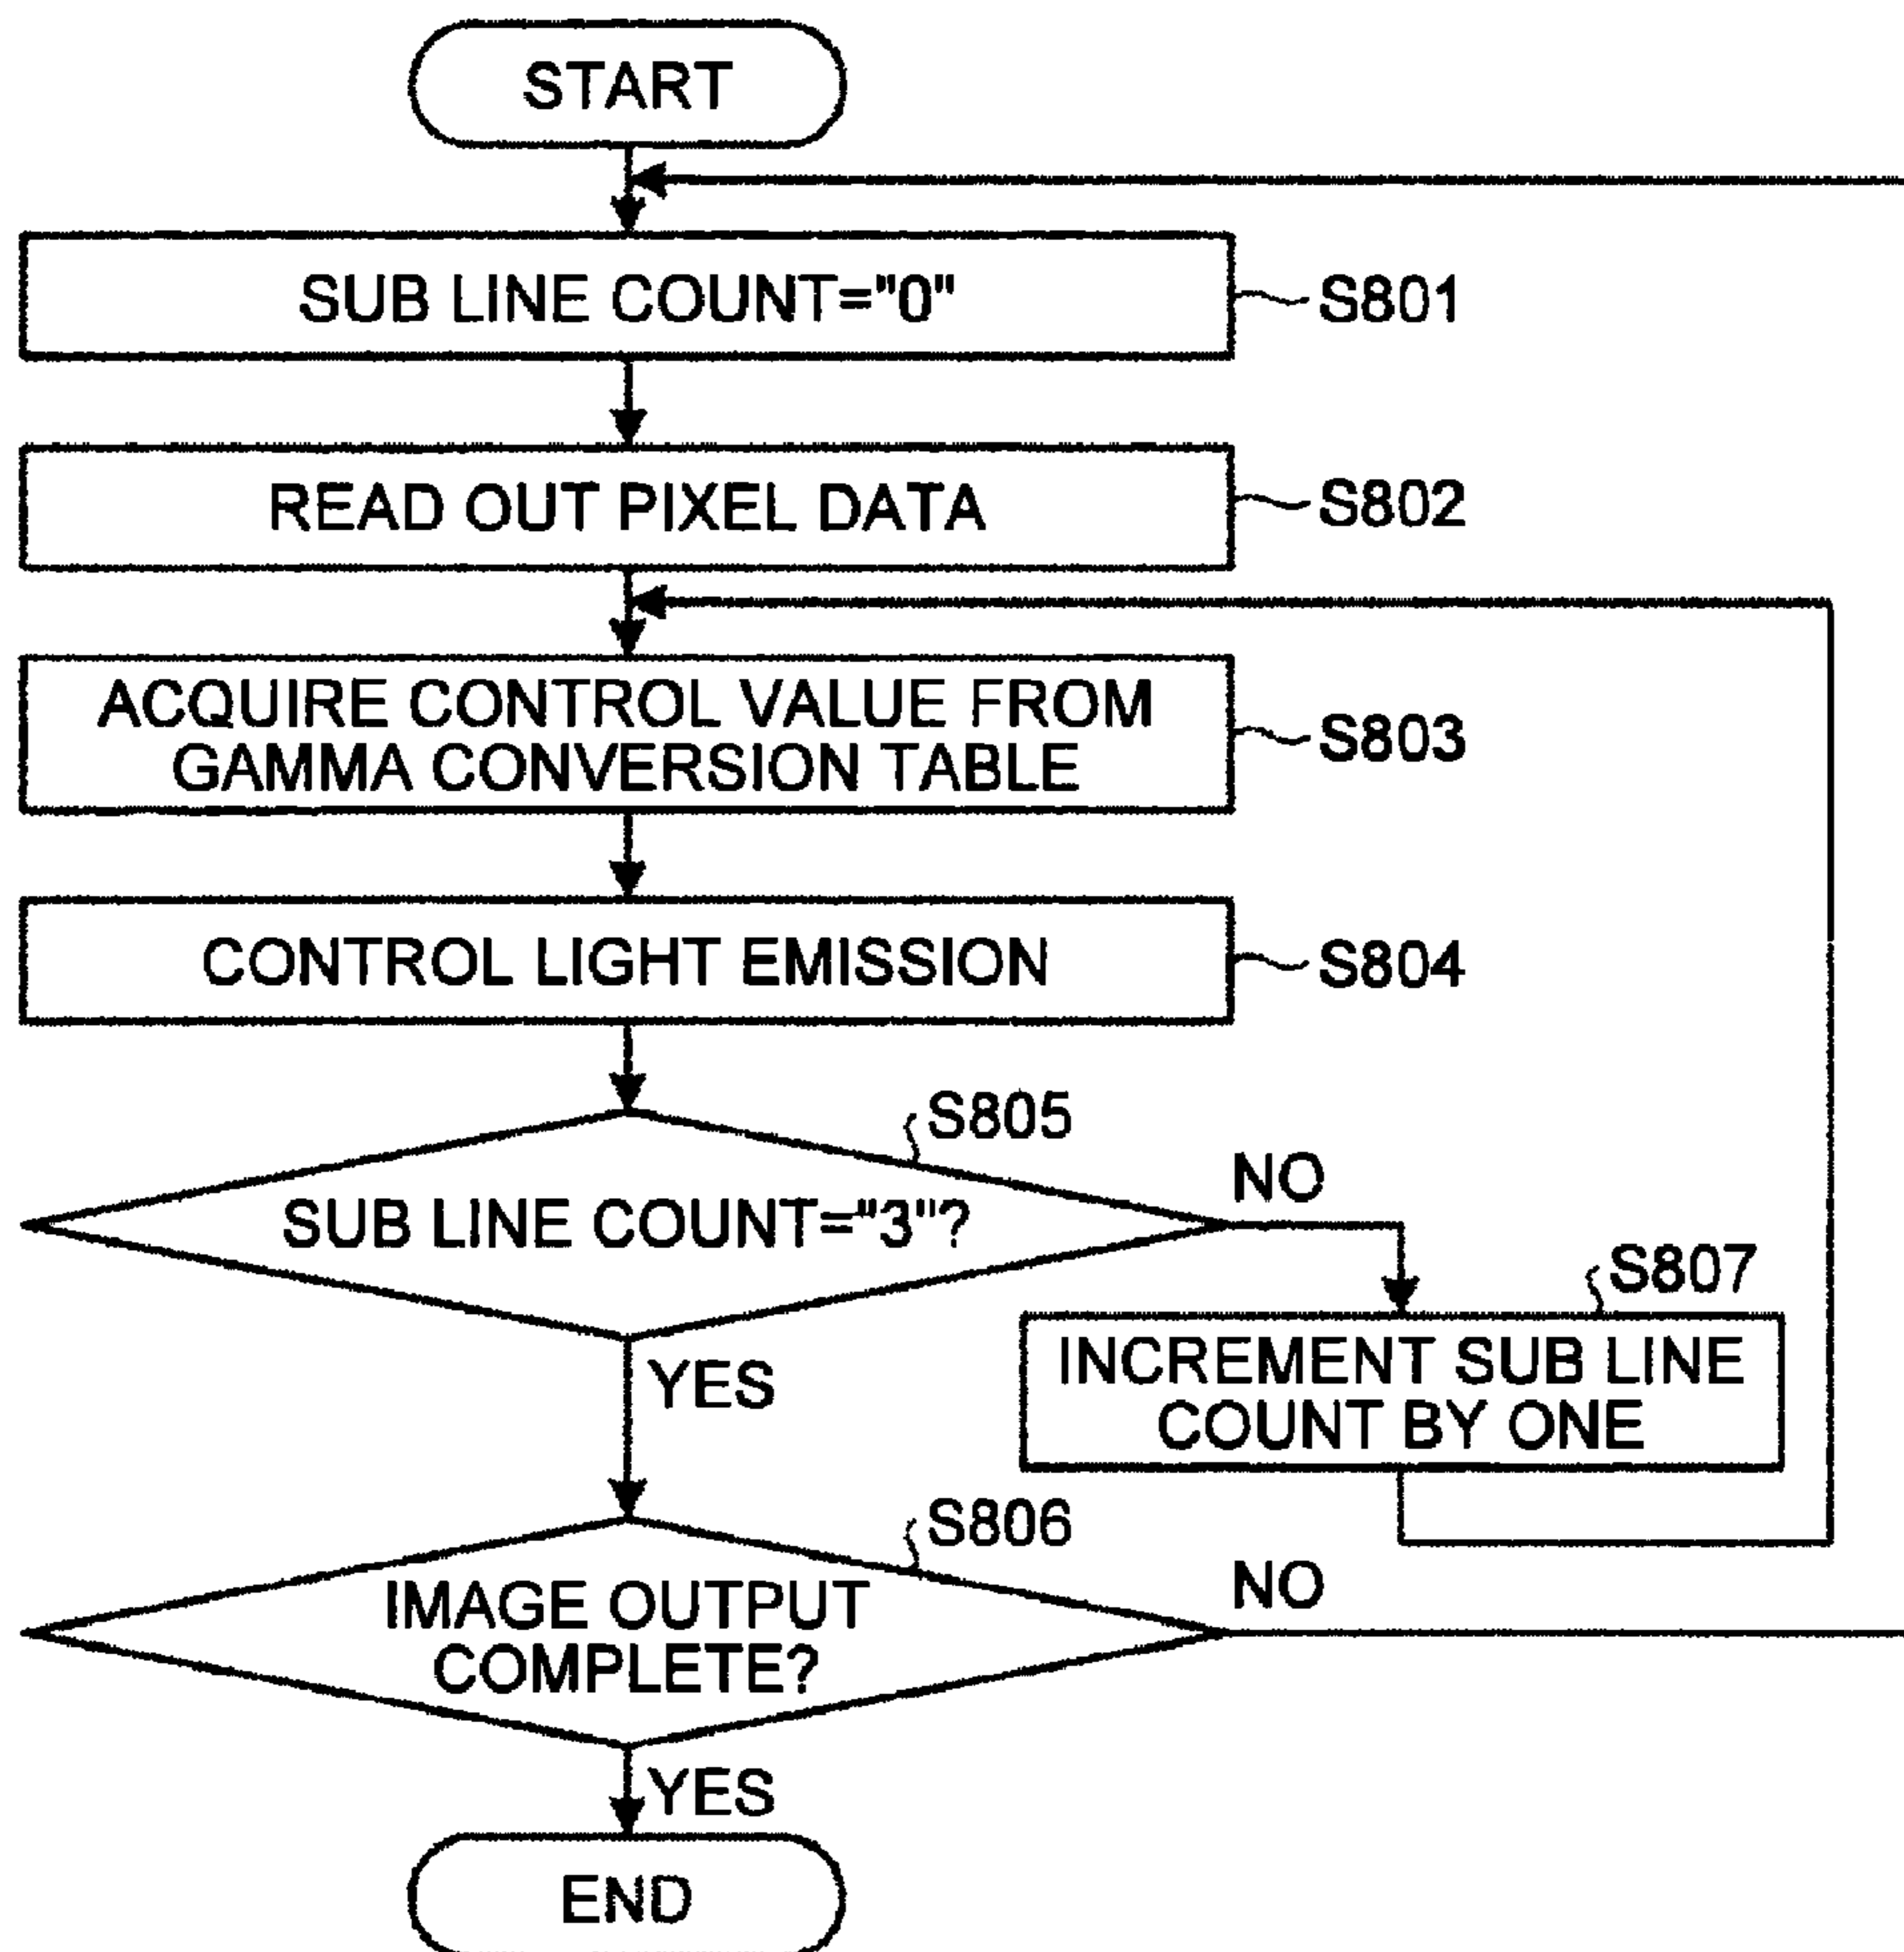 START
SUB LINE COUNT="0"
S801
READ OUT PIXEL DATA
S802
ACQUIRE CONTROL VALUE FROM
GAMMA CONVERSION TABLE
S803
CONTROL LIGHT EMISSION
S804
S805
SUB LINE COUNT="3"?
NO
YES
S807
INCREMENT SUB LINE
COUNT BY ONE
S806
IMAGE OUTPUT
COMPLETE?
NO
YES
END